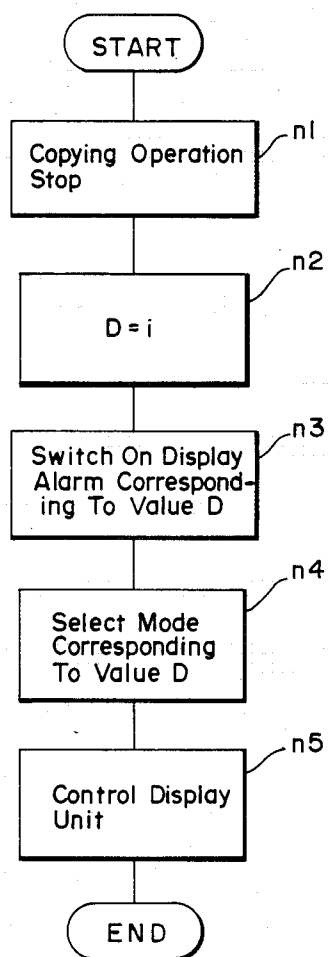 START
n1
Copying Operation
Stop
n2
D = i
n3
Switch On Display
Alarm Correspond-
ing To Value D
n4
Select Mode
Corresponding
To Value D
n5
Control Display
Unit
END